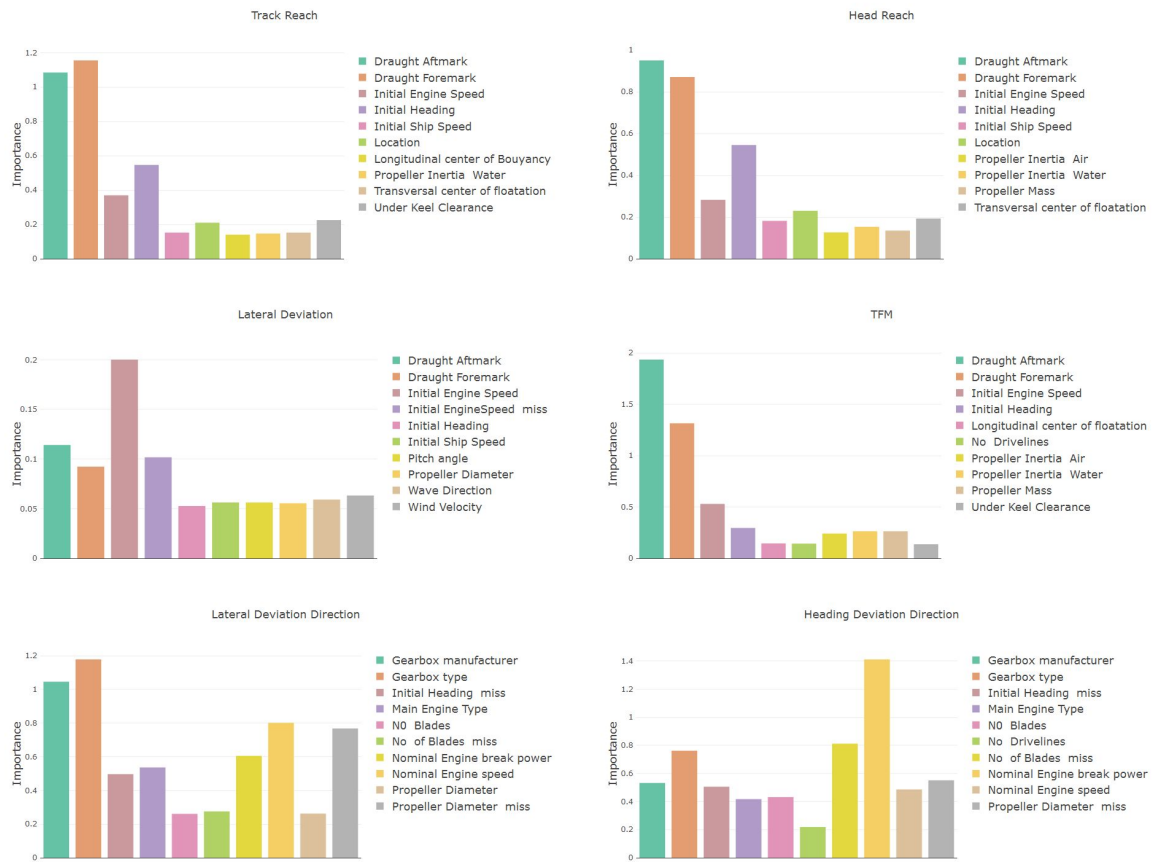 Track Reach
Importance
1.2
1
0.8
0.6
0.4
0.2
0
Draught Aftmark
Draught Foremark
Initial Engine Speed
Initial Heading
Initial Ship Speed
Location
Longitudinal center of Bouyancy
Propeller Inertia Water
Transversal center of floatation
Under Keel Clearance
Head Reach
Importance
1
0.8
0.6
0.4
0.2
0
Draught Aftmark
Draught Foremark
Initial Engine Speed
Initial Heading
Initial Ship Speed
Location
Propeller Inertia Air
Propeller Inertia Water
Propeller Mass
Transversal center of floatation
Lateral Deviation
Importance
0.2
0.15
0.1
0.05
0
Draught Aftmark
Draught Foremark
Initial Engine Speed
Initial EngineSpeed miss
Initial Heading
Initial Ship Speed
Pitch angle
Propeller Diameter
Wave Direction
Wind Velocity
TFM
Importance
2
1.5
1
0.5
0
Draught Aftmark
Draught Foremark
Initial Engine Speed
Initial Heading
Longitudinal center of floatation
No Drivelines
Propeller Inertia Air
Propeller Inertia Water
Propeller Mass
Under Keel Clearance
Lateral Deviation Direction
Importance
1.2
1
0.8
0.6
0.4
0.2
0
Gearbox manufacturer
Gearbox type
Initial Heading miss
Main Engine Type
N0 Blades
No of Blades miss
Nominal Engine break power
Nominal Engine speed
Propeller Diameter
Propeller Diameter miss
Heading Deviation Direction
Importance
1.4
1.2
1
0.8
0.6
0.4
0.2
0
Gearbox manufacturer
Gearbox type
Initial Heading miss
Main Engine Type
N0 Blades
No Drivelines
No of Blades miss
Nominal Engine break power
Nominal Engine speed
Propeller Diameter miss